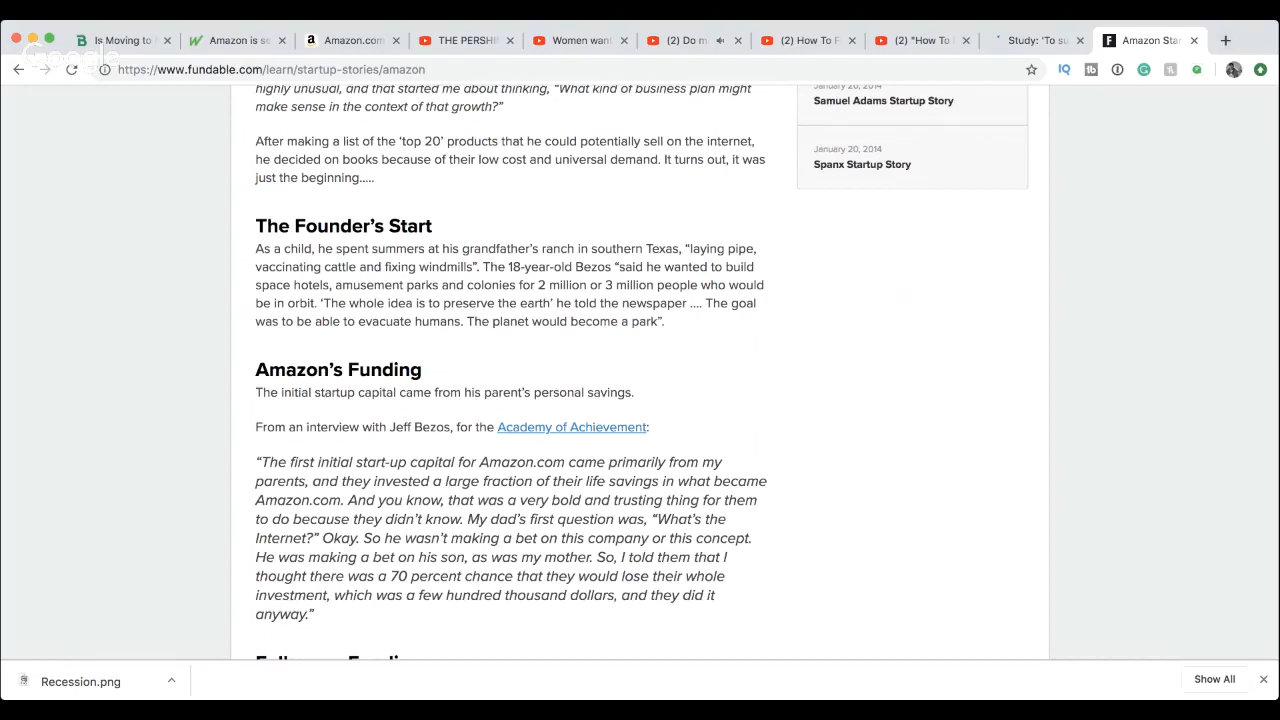 Is Moving to
Amazon is se
Amazon.com
THE PERSHI
Women want
(2) Do m
(2) How To F
(2) "How To
Study: 'To su
Amazon Star
Google
https://www.fundable.com/learn/startup-stories/amazon
highly unusual, and that started me about thinking, “What kind of business plan might
make sense in the context of that growth?”
January 20, 2014
Samuel Adams Startup Story
After making a list of the ‘top 20’ products that he could potentially sell on the internet,
he decided on books because of their low cost and universal demand. It turns out, it was
just the beginning.....
January 20, 2014
Spanx Startup Story
The Founder’s Start
As a child, he spent summers at his grandfather’s ranch in southern Texas, “laying pipe,
vaccinating cattle and fixing windmills”. The 18-year-old Bezos “said he wanted to build
space hotels, amusement parks and colonies for 2 million or 3 million people who would
be in orbit. ‘The whole idea is to preserve the earth’ he told the newspaper .... The goal
was to be able to evacuate humans. The planet would become a park”.
Amazon’s Funding
The initial startup capital came from his parent’s personal savings.
From an interview with Jeff Bezos, for the Academy of Achievement:
“The first initial start-up capital for Amazon.com came primarily from my
parents, and they invested a large fraction of their life savings in what became
Amazon.com. And you know, that was a very bold and trusting thing for them
to do because they didn’t know. My dad’s first question was, “What’s the
Internet?” Okay. So he wasn’t making a bet on this company or this concept.
He was making a bet on his son, as was my mother. So, I told them that I
thought there was a 70 percent chance that they would lose their whole
investment, which was a few hundred thousand dollars, and they did it
anyway.”
Recession.png
Show All